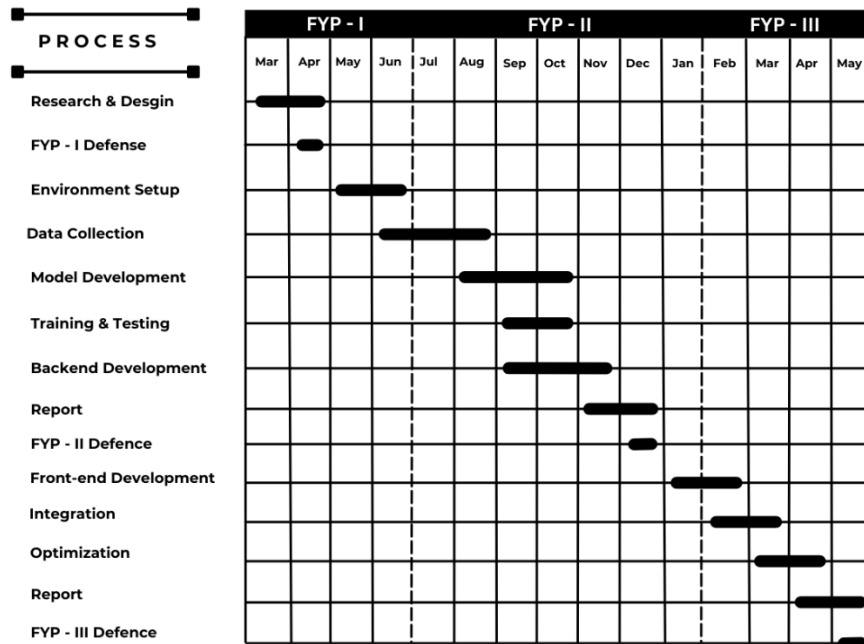 PROCESS
FYP - I FYP - II FYP - III
Mar Apr May Jun Jul Aug Sep Oct Nov Dec Jan Feb Mar Apr May
Research & Desgin
FYP - I Defense
Environment Setup
Data Collection
Model Development
Training & Testing
Backend Development
Report
FYP - II Defence
Front-end Development
Integration
Optimization
Report
FYP - III Defence